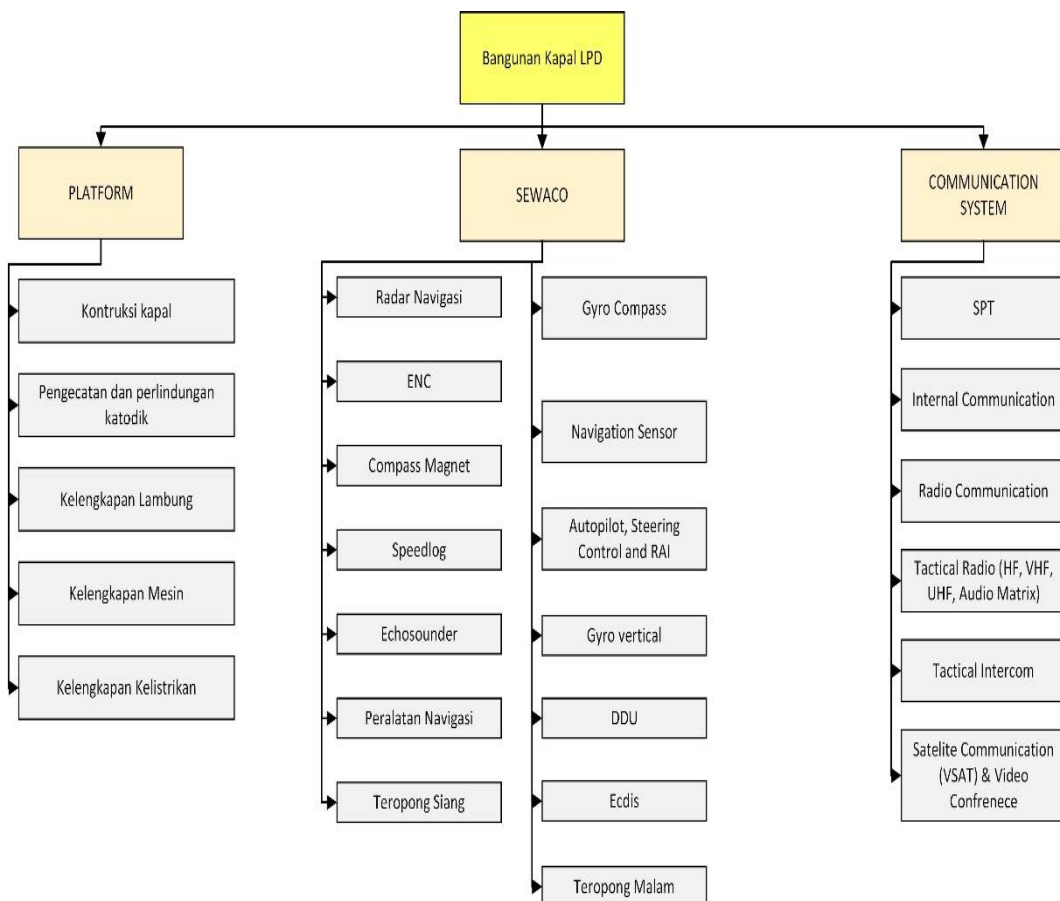 Bangunan Kapal LPD
PLATFORM
SEWACO
COMMUNICATION
SYSTEM
Kontruksi kapal
Pengecatan dan perlindungan
katodik
Kelengkapan Lambung
Kelengkapan Mesin
Kelengkapan Kelistrikan
Radar Navigasi
ENC
Compass Magnet
Speedlog
Echosounder
Peralatan Navigasi
Teropong Siang
Gyro Compass
Navigation Sensor
Autopilot, Steering
Control and RAI
Gyro vertical
DDU
Ecdis
Teropong Malam
SPT
Internal Communication
Radio Communication
Tactical Radio (HF, VHF,
UHF, Audio Matrix)
Tactical Intercom
Satelite Communication
(VSAT) & Video
Confrenece